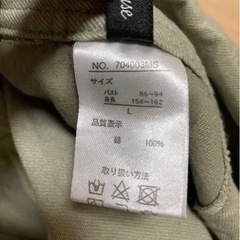 NO. 704003MS
サイズ
バスト 86~94
身長 154~162
L
品質表示
綿 100%
取り扱い方法